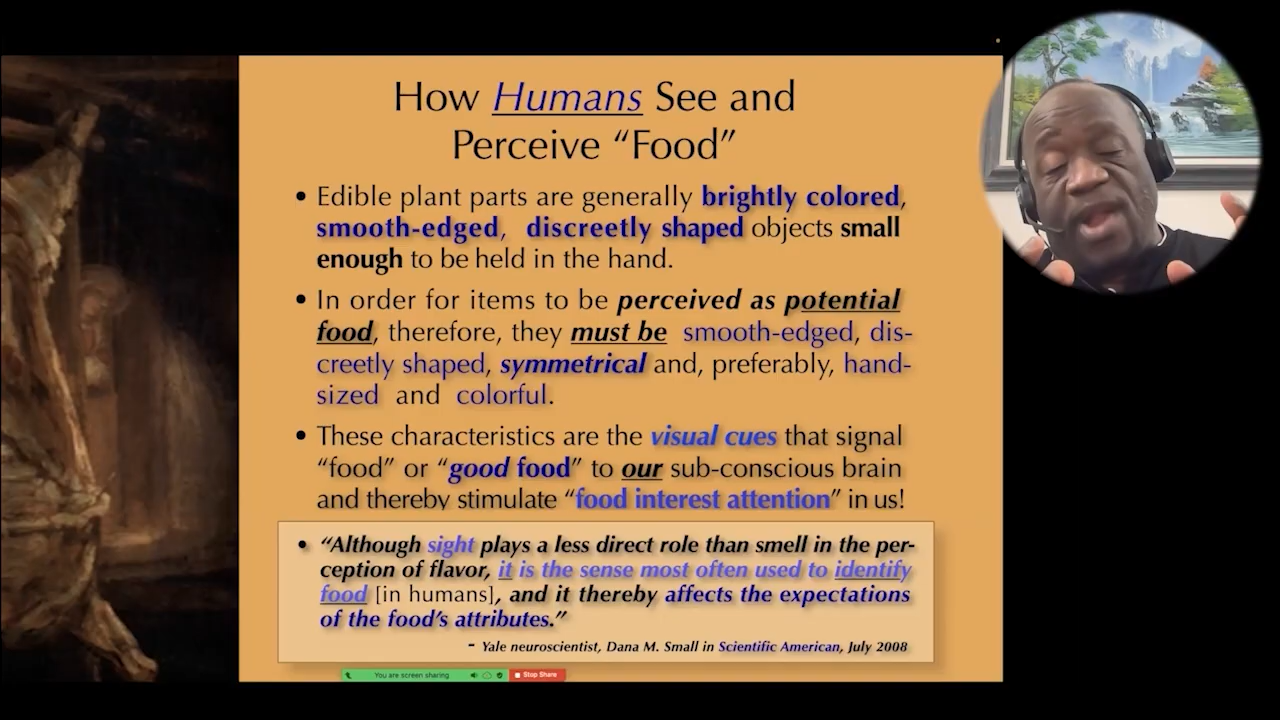 How Humans See and
Perceive “Food”
• Edible plant parts are generally brightly colored,
smooth-edged, discreetly shaped objects small
enough to be held in the hand.
• In order for items to be perceived as potential
food, therefore, they must be smooth-edged, dis-
creetly shaped, symmetrical and, preferably, hand-
sized and colorful.
• These characteristics are the visual cues that signal
“food” or “good food” to our sub-conscious brain
and thereby stimulate “food interest attention” in us!
• “Although sight plays a less direct role than smell in the per-
ception of flavor, it is the sense most often used to identify
food [in humans], and it thereby affects the expectations
of the food’s attributes.”
- Yale neuroscientist, Dana M. Small in Scientific American, July 2008
You are screen sharing Stop Share